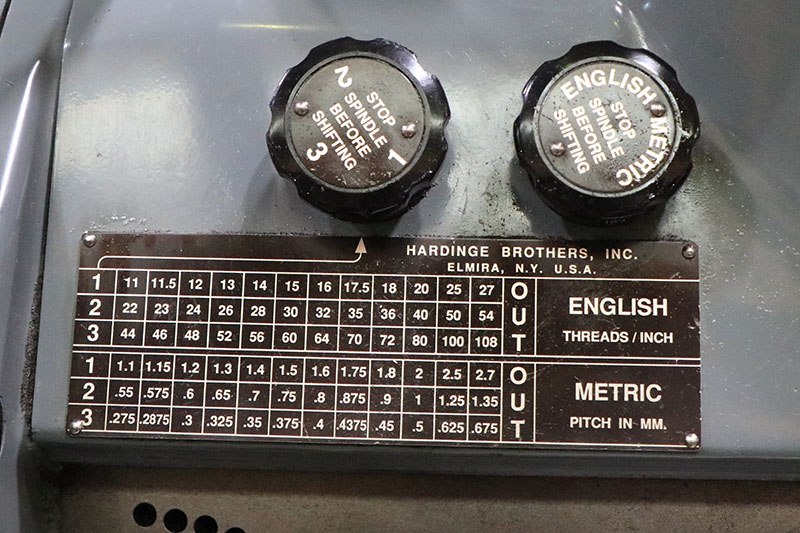 1 2 3
STOP
SPINDLE
BEFORE
SHIFTING
ENGLISH METRIC
STOP
SPINDLE
BEFORE
SHIFTING
HARDINGE BROTHERS, INC.
ELMIRA, N.Y. U.S.A.
1 11 11.5 12 13 14 15 16 17.5 18 20 25 27
2 22 23 24 26 28 30 32 35 36 40 50 54
3 44 46 48 52 56 60 64 70 72 80 100 108
OUT
ENGLISH
THREADS/INCH
1 1.1 1.15 1.2 1.3 1.4 1.5 1.6 1.75 1.8 2 2.5 2.7
2 .55 .575 .6 .65 .7 .75 .8 .875 .9 1 1.25 1.35
3 .275 .2875 .3 .325 .35 .375 .4 .4375 .45 .5 .625 .675
OUT
METRIC
PITCH IN MM.